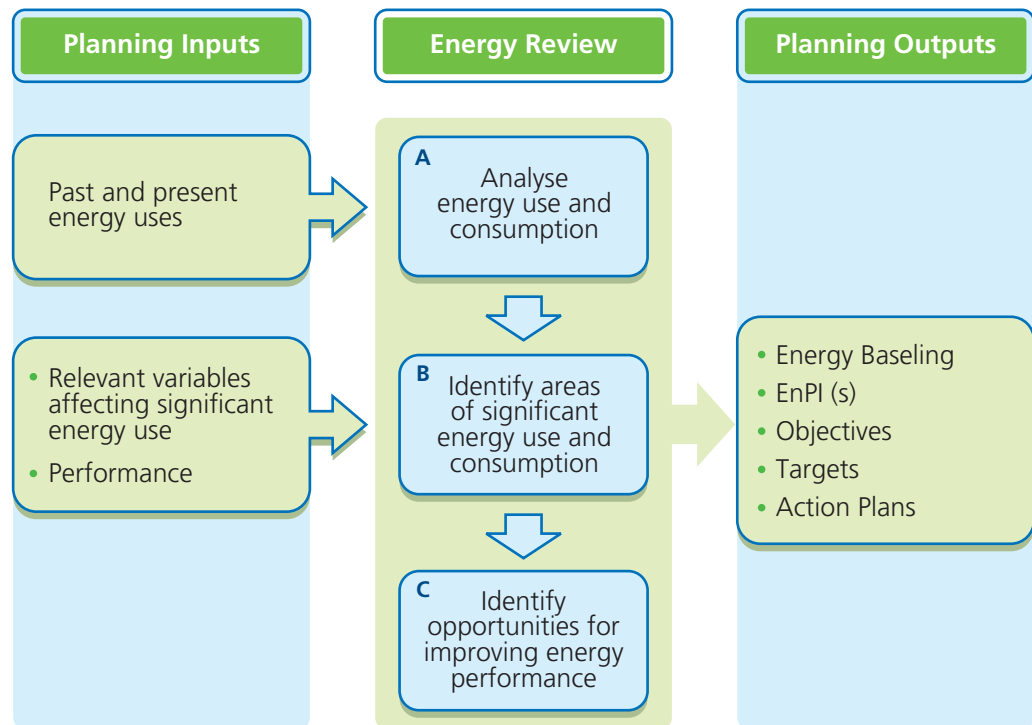 Planning Inputs
Energy Review
Planning Outputs
Past and present
energy uses
• Relevant variables
affecting significant
energy use
• Performance
A
Analyse
energy use and
consumption
B
Identify areas
of significant
energy use and
consumption
C
Identify
opportunities for
improving energy
performance
• Energy Baseling
• EnPI (s)
• Objectives
• Targets
• Action Plans